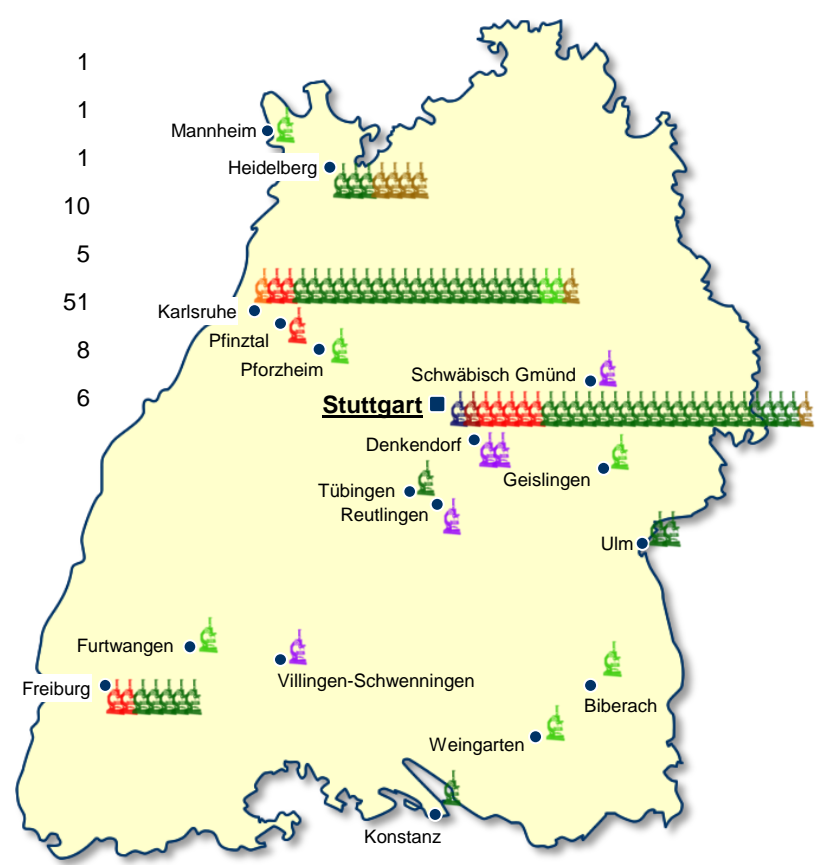 1
1
Mannheim
1
Heidelberg
10
5
51
Karlsruhe
Pfinztal
8
Pforzheim
Schwäbisch Gmünd
6
Stuttgart
Denkendorf
Geislingen
Tübingen
Reutlingen
Ulm
Furtwangen
Villingen-Schwenningen
Freiburg
Biberach
Weingarten
Konstanz